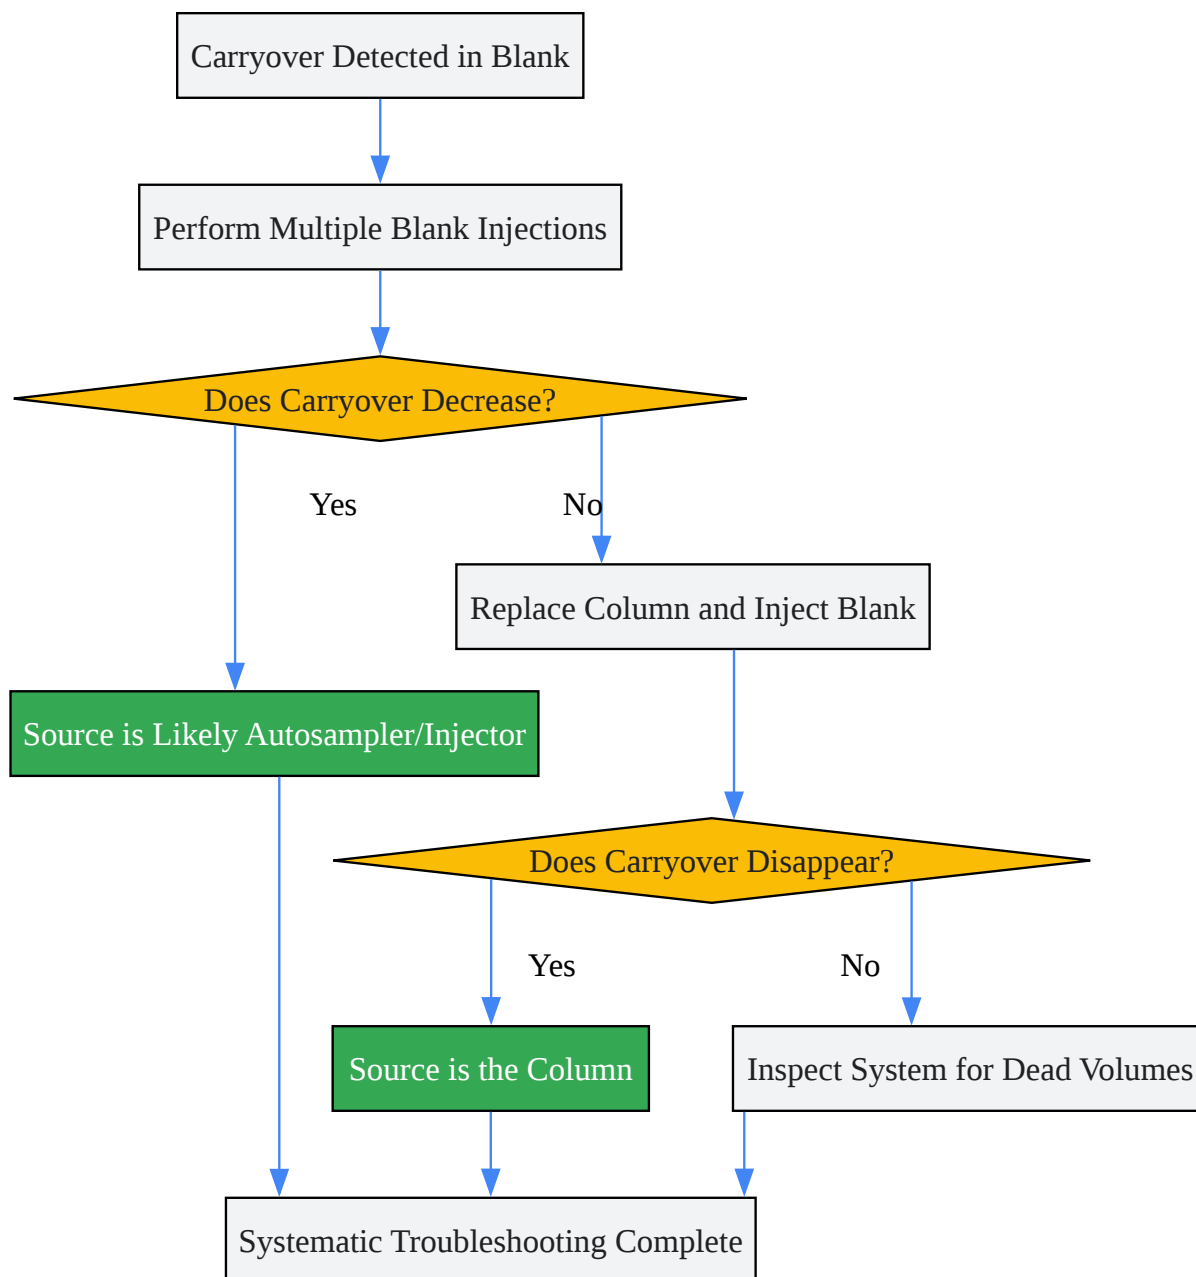 Carryover Detected in Blank
Perform Multiple Blank Injections
Does Carryover Decrease?
Yes
No
Replace Column and Inject Blank
Source is Likely Autosampler/Injector
Does Carryover Disappear?
Yes
No
Source is the Column
Inspect System for Dead Volumes
Systematic Troubleshooting Complete